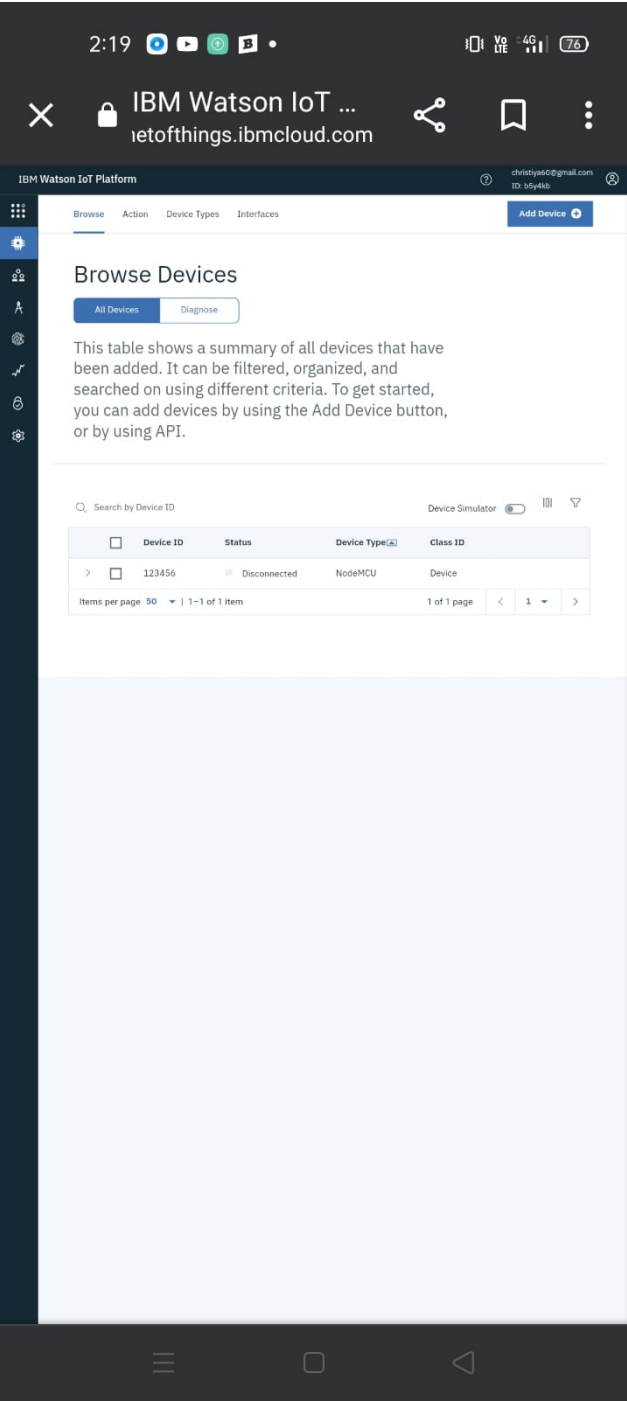 2:19
Vo LTE 4G 76
IBM Watson IoT ...
netofthings.ibmcloud.com
IBM Watson IoT Platform
christiya60@gmail.com
ID: b5y4kb
Browse Action Device Types Interfaces
Add Device
Browse Devices
All Devices Diagnose
This table shows a summary of all devices that have
been added. It can be filtered, organized, and
searched on using different criteria. To get started,
you can add devices by using the Add Device button,
or by using API.
Search by Device ID
Device Simulator
Device ID Status Device Type Class ID
123456 Disconnected NodeMCU Device
Items per page 50 | 1–1 of 1 item 1 of 1 page 1